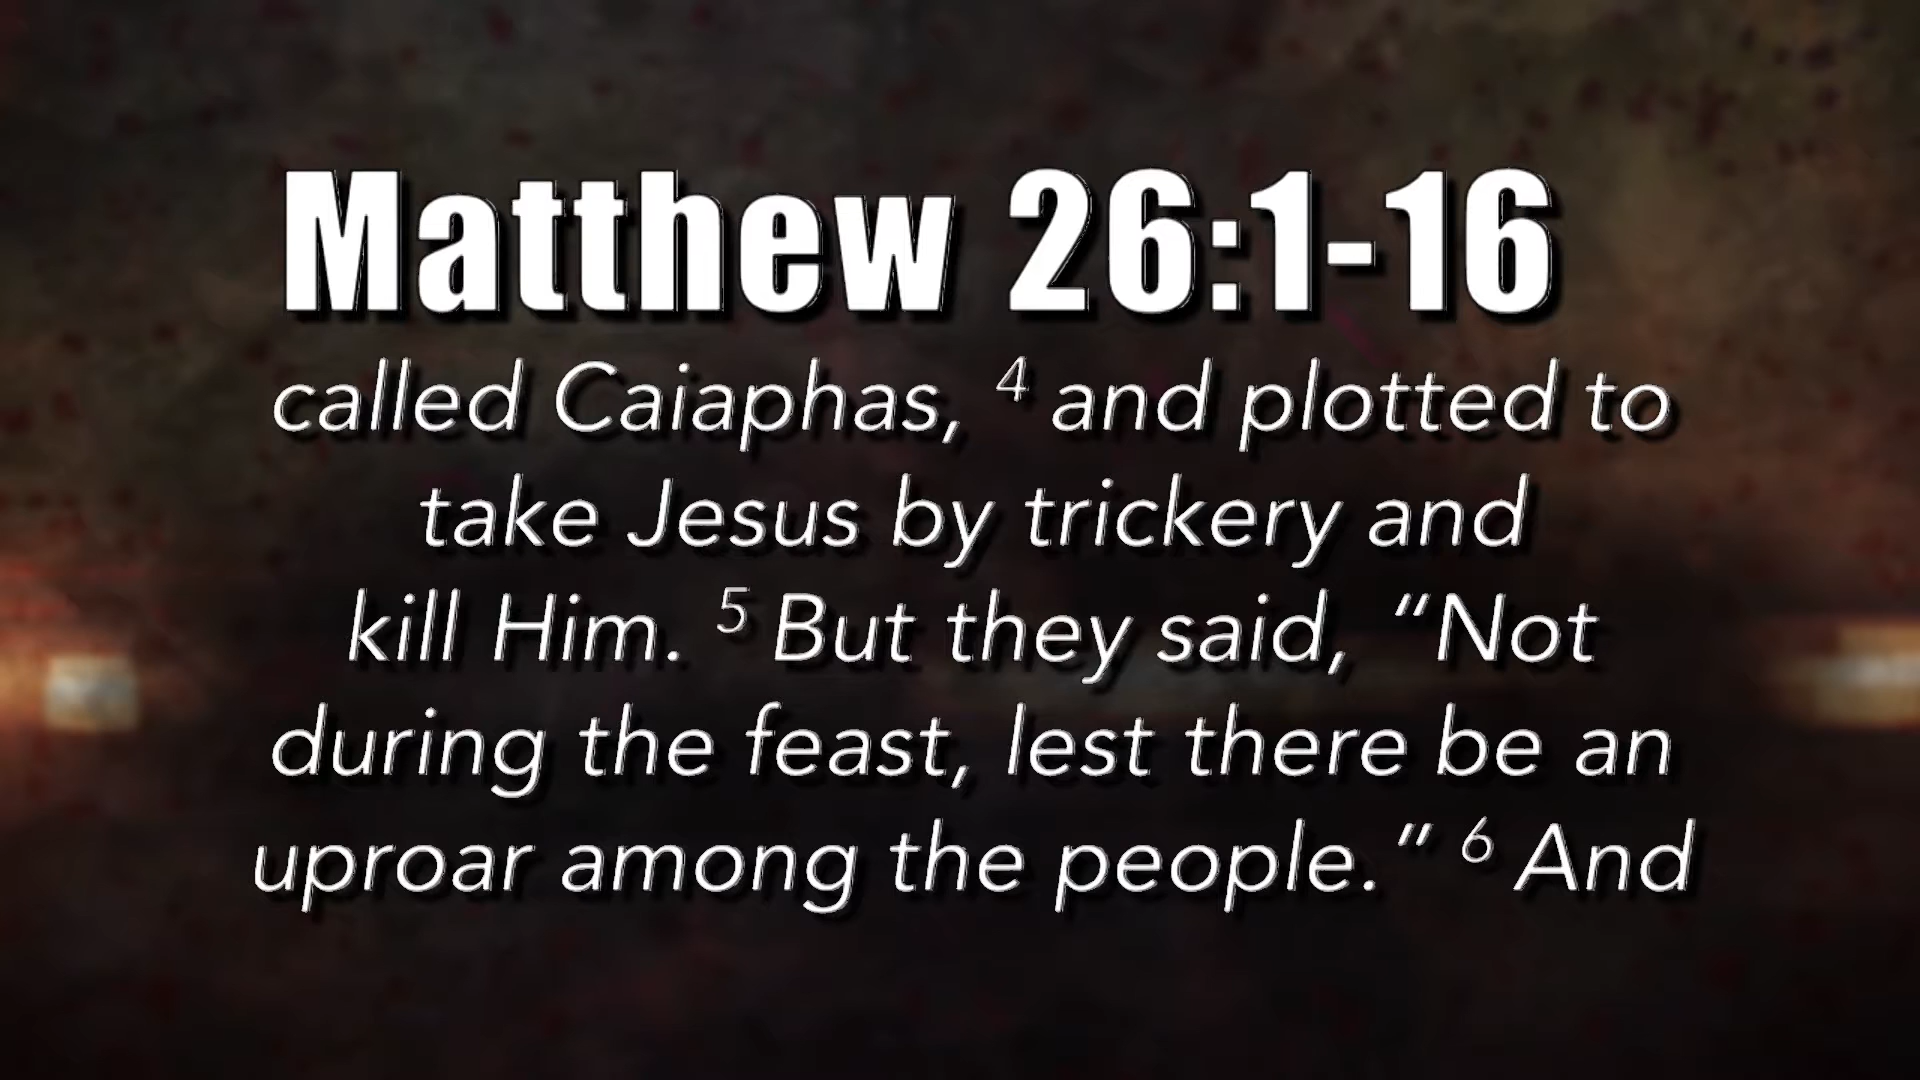 Matthew 26:1-16
called Caiaphas, 4 and plotted to
take Jesus by trickery and
kill Him. 5 But they said, “Not
during the feast, lest there be an
uproar among the people.” 6 And